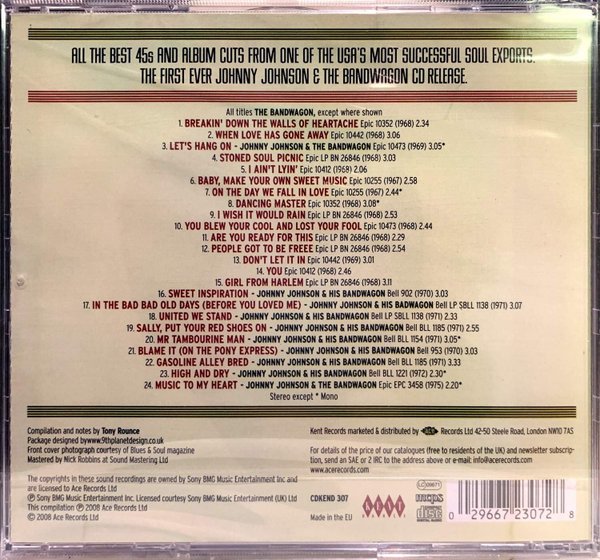 ALL THE BEST 45s AND ALBUM CUTS FROM ONE OF THE USA'S MOST SUCCESSFUL SOUL EXPORTS.
THE FIRST EVER JOHNNY JOHNSON & THE BANDWAGON CD RELEASE.
All titles THE BANDWAGON, except where shown
1. BREAKIN' DOWN THE WALLS OF HEARTACHE Epic 10352 (1968) 2.34
2. WHEN LOVE HAS GONE AWAY Epic 10442 (1968) 3.06
3. LET'S HANG ON - JOHNNY JOHNSON & THE BANDWAGON Epic 10473 (1969) 3.05*
4. STONED SOUL PICNIC Epic LP BN 26846 (1968) 3.03
5. I AIN'T LYIN' Epic 10412 (1968) 2.06
6. BABY, MAKE YOUR OWN SWEET MUSIC Epic 10255 (1967) 2.58
7. ON THE DAY WE FALL IN LOVE Epic 10255 (1967) 2.44*
8. DANCING MASTER Epic 10352 (1968) 3.08*
9. I WISH IT WOULD RAIN Epic LP BN 26846 (1968) 2.53
10. YOU BLEW YOUR COOL AND LOST YOUR FOOL Epic 10473 (1968) 2.44
11. ARE YOU READY FOR THIS Epic LP BN 26846 (1968) 2.29
12. PEOPLE GOT TO BE FREEE Epic LP BN 26846 (1968) 2.54
13. DON'T LET IT IN Epic 10442 (1969) 3.01
14. YOU Epic 10412 (1968) 2.46
15. GIRL FROM HARLEM Epic LP BN 26846 (1968) 3.11
16. SWEET INSPIRATION - JOHNNY JOHNSON & HIS BANDWAGON Bell 902 (1970) 3.03
17. IN THE BAD BAD OLD DAYS (BEFORE YOU LOVED ME) - JOHNNY JOHNSON & HIS BADWAGON Bell LP SBLL 1138 (1971) 3.07
18. UNITED WE STAND - JOHNNY JOHNSON & HIS BANDWAGON Bell LP SBLL 1138 (1971) 2.33
19. SALLY, PUT YOUR RED SHOES ON - JOHNNY JOHNSON & HIS BANDWAGON Bell BLL 1185 (1971) 2.55
20. MR TAMBOURINE MAN - JOHNNY JOHNSON & HIS BANDWAGON Bell BLL 1154 (1971) 3.05*
21. BLAME IT (ON THE PONY EXPRESS) - JOHNNY JOHNSON & HIS BANDWAGON Bell 953 (1970) 3.03
22. GASOLINE ALLEY BRED - JOHNNY JOHNSON & HIS BANDWAGON Bell BLL 1185 (1971) 3.33
23. HIGH AND DRY - JOHNNY JOHNSON & HIS BANDWAGON Bell BLL 1221 (1972) 2.30*
24. MUSIC TO MY HEART - JOHNNY JOHNSON & THE BANDWAGON Epic EPC 3458 (1975) 2.20*
Stereo except * Mono
Compilation and notes by Tony Rounce
Package designed bywww.9thplanetdesign.co.uk
Front cover photograph courtesy of Blues & Soul magazine
Mastered by Nick Robbins at Sound Mastering Ltd
The copyrights in these sound recordings are owned by Sony BMG Music Entertainment Inc and
are licensed to Ace Records Ltd
℗ Sony BMG Music Entertainment Inc. Licensed courtesy Sony BMG Music Entertainment (UK) Ltd
This compilation ℗ 2008 Ace Records Ltd
© 2008 Ace Records Ltd
Kent Records marketed & distributed by ACE Records Ltd 42-50 Steele Road, London NW10 7AS
For details of the price of our catalogues (free to residents of the UK) and newsletter subscrip-
tion, send an SAE or 2 IRC to the address above or e-mail: info@acerecords.com
www.acerecords.com
CDKEND 307
Made in the EU
KENT
LC 09671
mcps
COMPACT disc DIGITAL AUDIO
0 29667 23072 8